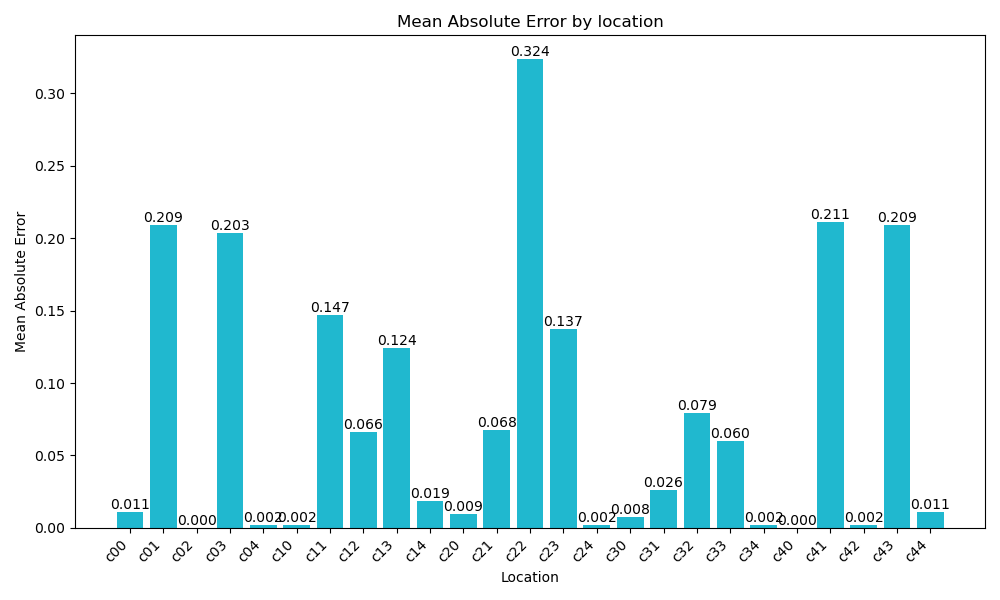 Mean Absolute Error by location
Mean Absolute Error
0.30
0.25
0.20
0.15
0.10
0.05
0.00
0.011
0.209
0.000
0.203
0.002
0.002
0.147
0.066
0.124
0.019
0.009
0.068
0.324
0.137
0.002
0.008
0.026
0.079
0.060
0.002
0.000
0.211
0.002
0.209
0.011
c00
c01
c02
c03
c04
c10
c11
c12
c13
c14
c20
c21
c22
c23
c24
c30
c31
c32
c33
c34
c40
c41
c42
c43
c44
Location